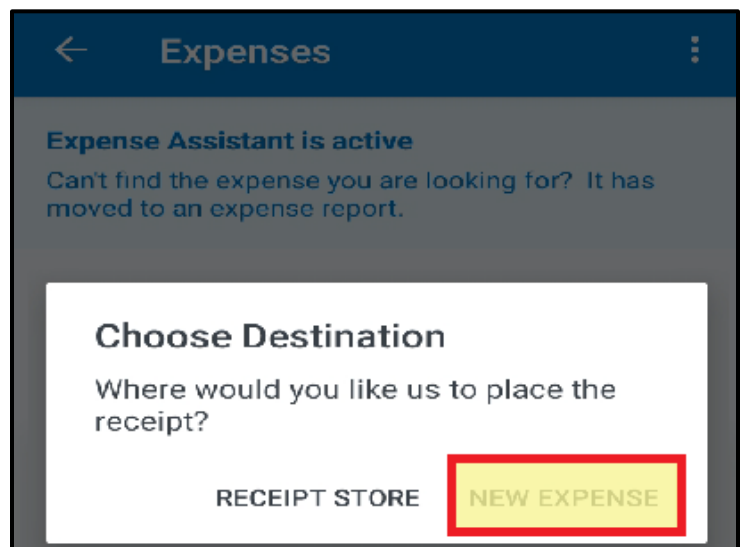 Expenses
Expense Assistant is active
Can't find the expense you are looking for? It has
moved to an expense report.
Choose Destination
Where would you like us to place the
receipt?
RECEIPT STORE NEW EXPENSE